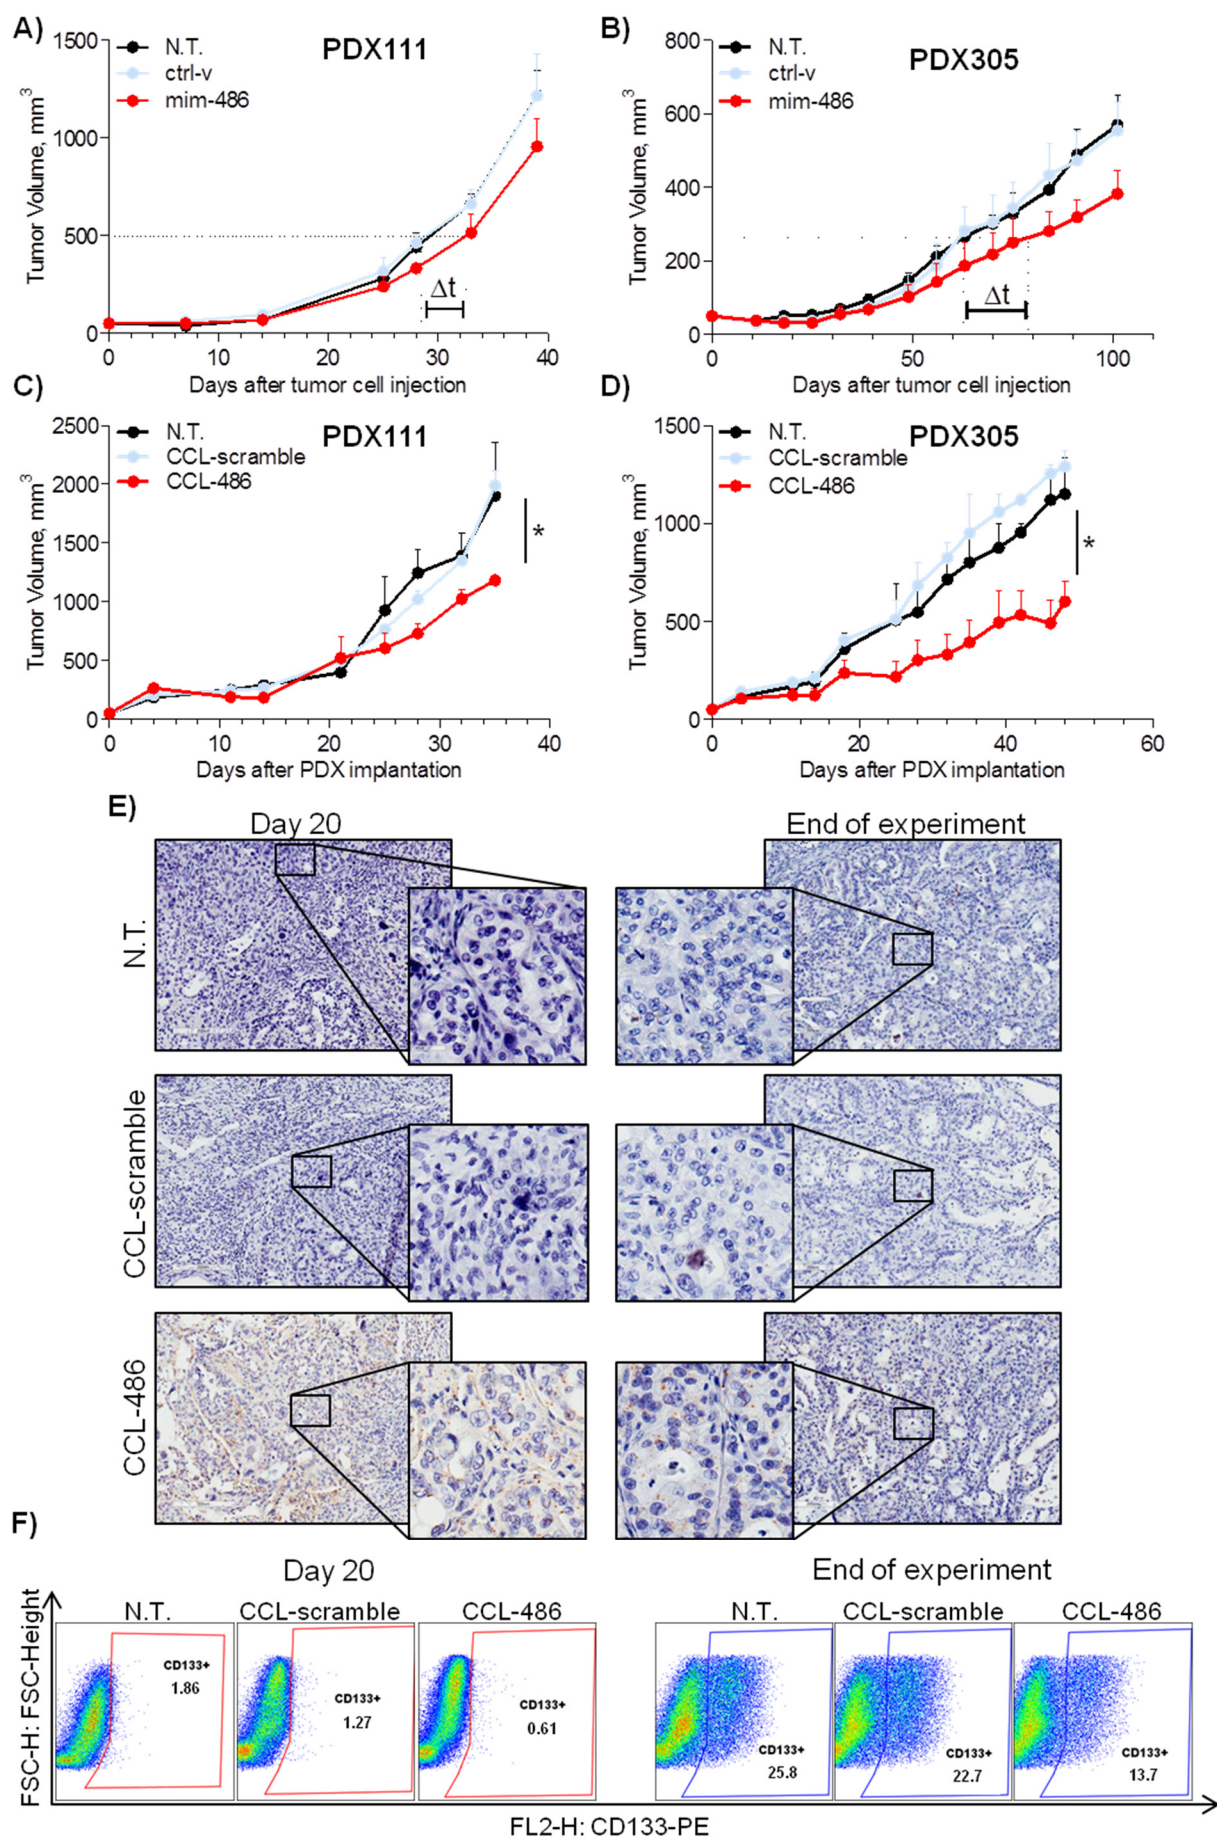 A)
PDX111
N.T.
ctrl-v
mim-486
Tumor Volume, mm3
1500
1000
500
0
0 10 20 30 40
Δt
Days after tumor cell injection
B)
PDX305
N.T.
ctrl-v
mim-486
Tumor Volume, mm3
800
600
400
200
0
0 50 100
Δt
Days after tumor cell injection
C)
PDX111
N.T.
CCL-scramble
CCL-486
Tumor Volume, mm3
2500
2000
1500
1000
500
0
*
0 10 20 30 40
Days after PDX implantation
D)
PDX305
N.T.
CCL-scramble
CCL-486
Tumor Volume, mm3
1500
1000
500
0
*
0 20 40 60
Days after PDX implantation
E)
Day 20 End of experiment
N.T.
CCL-scramble
CCL-486
F)
Day 20 End of experiment
N.T. CCL-scramble CCL-486 N.T. CCL-scramble CCL-486
FSC-H: FSC-Height
CD133+
1.86
CD133+
1.27
CD133+
0.61
CD133+
25.8
CD133+
22.7
CD133+
13.7
FL2-H: CD133-PE